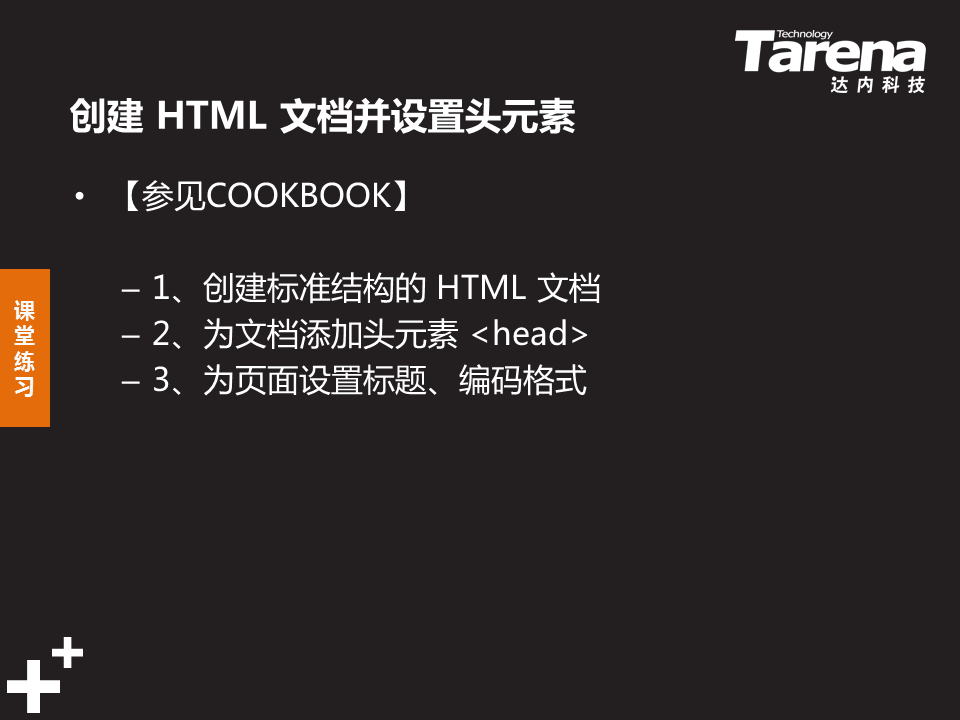 Technology
Tarena
达内科技
创建 HTML 文档并设置头元素
• 【参见COOKBOOK】
– 1、创建标准结构的 HTML 文档
– 2、为文档添加头元素 <head>
– 3、为页面设置标题、编码格式
课
堂
练
习